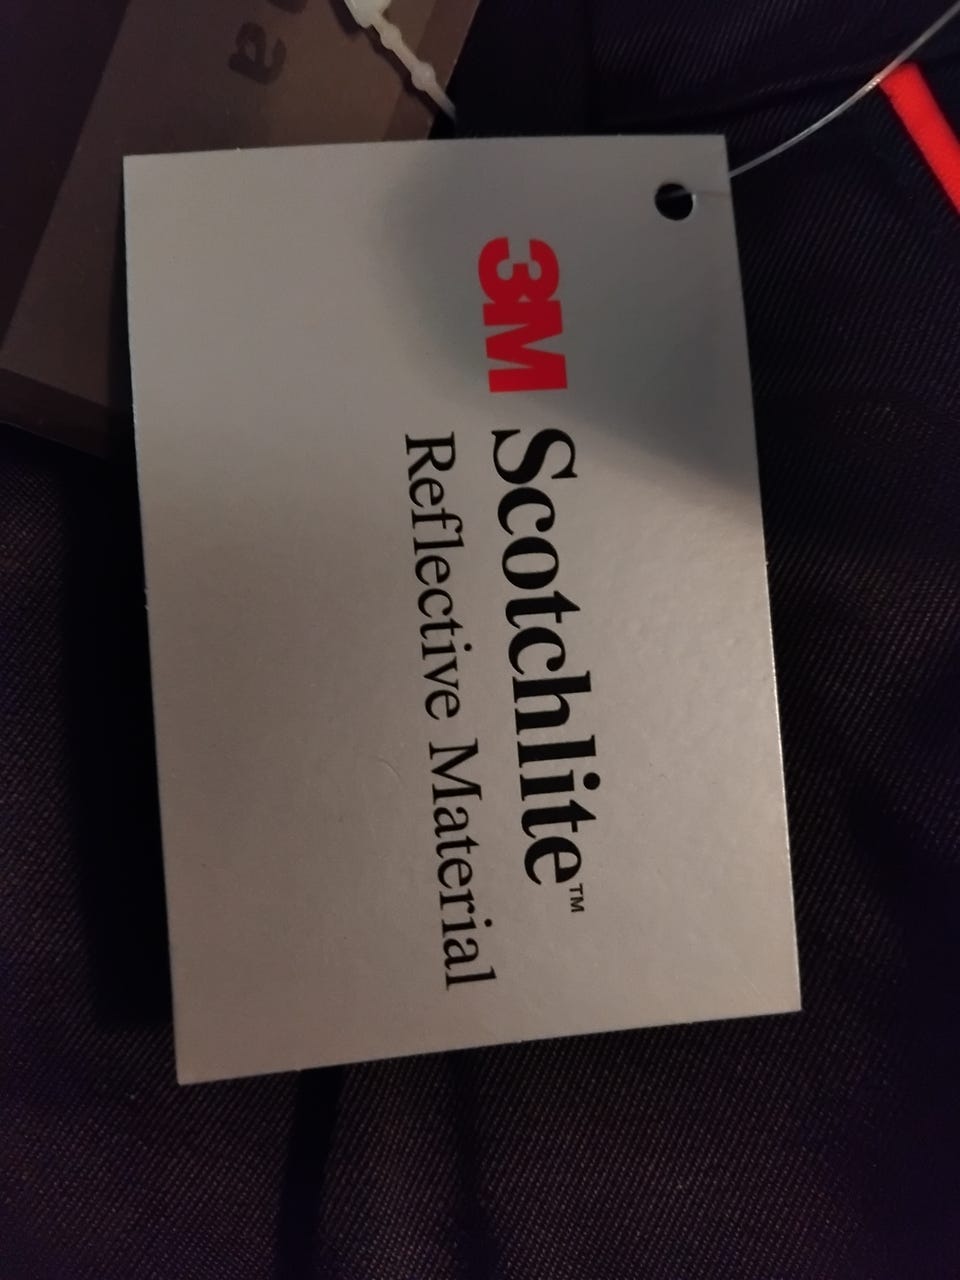 3M Scotchlite™
Reflective Material